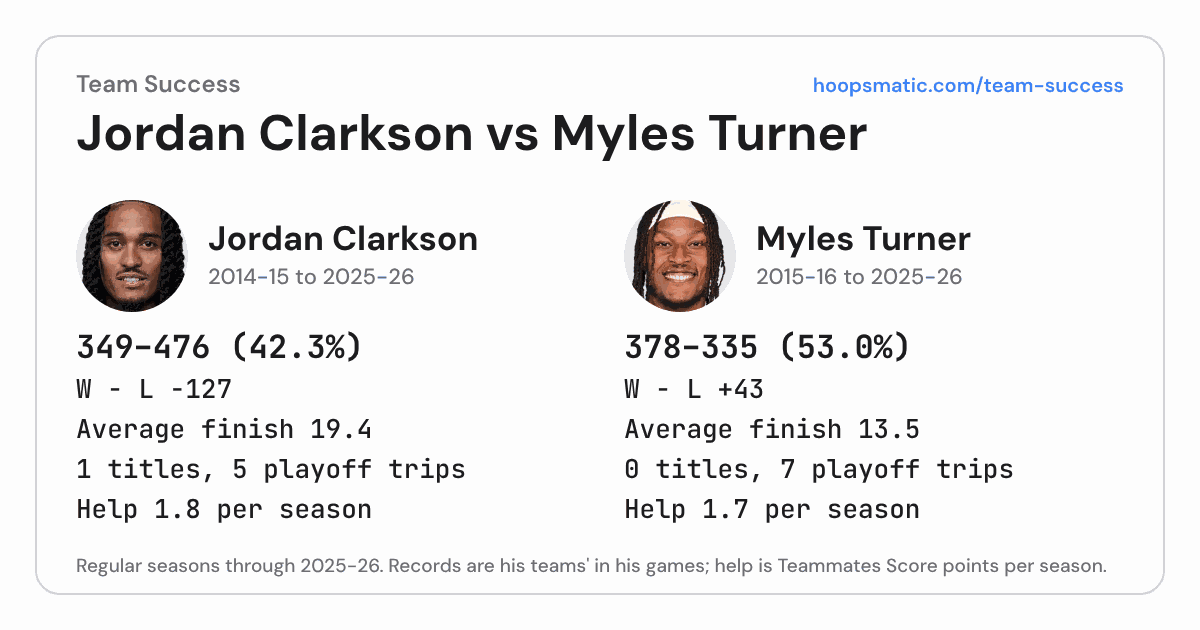 Team Success
hoopsmatic.com/team-success
Jordan Clarkson vs Myles Turner
Jordan Clarkson
2014-15 to 2025-26
349-476 (42.3%)
W - L -127
Average finish 19.4
1 titles, 5 playoff trips
Help 1.8 per season
Myles Turner
2015-16 to 2025-26
378-335 (53.0%)
W - L +43
Average finish 13.5
0 titles, 7 playoff trips
Help 1.7 per season
Regular seasons through 2025-26. Records are his teams' in his games; help is Teammates Score points per season.